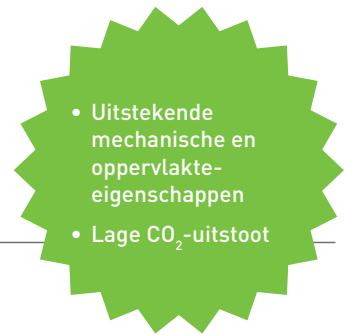 • Uitstekende
mechanische en
oppervlakte-
eigenschappen
• Lage CO₂-uitstoot